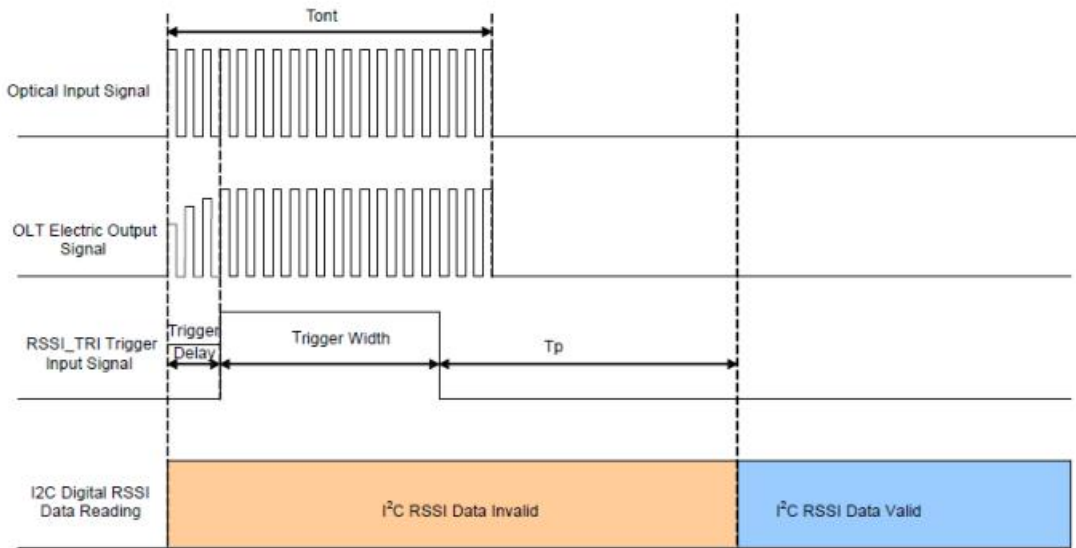 Tont
Optical Input Signal
OLT Electric Output
Signal
RSSI_TRI Trigger
Input Signal
Trigger
Delay
Trigger Width
Tp
I2C Digital RSSI
Data Reading
I²C RSSI Data Invalid
I²C RSSI Data Valid